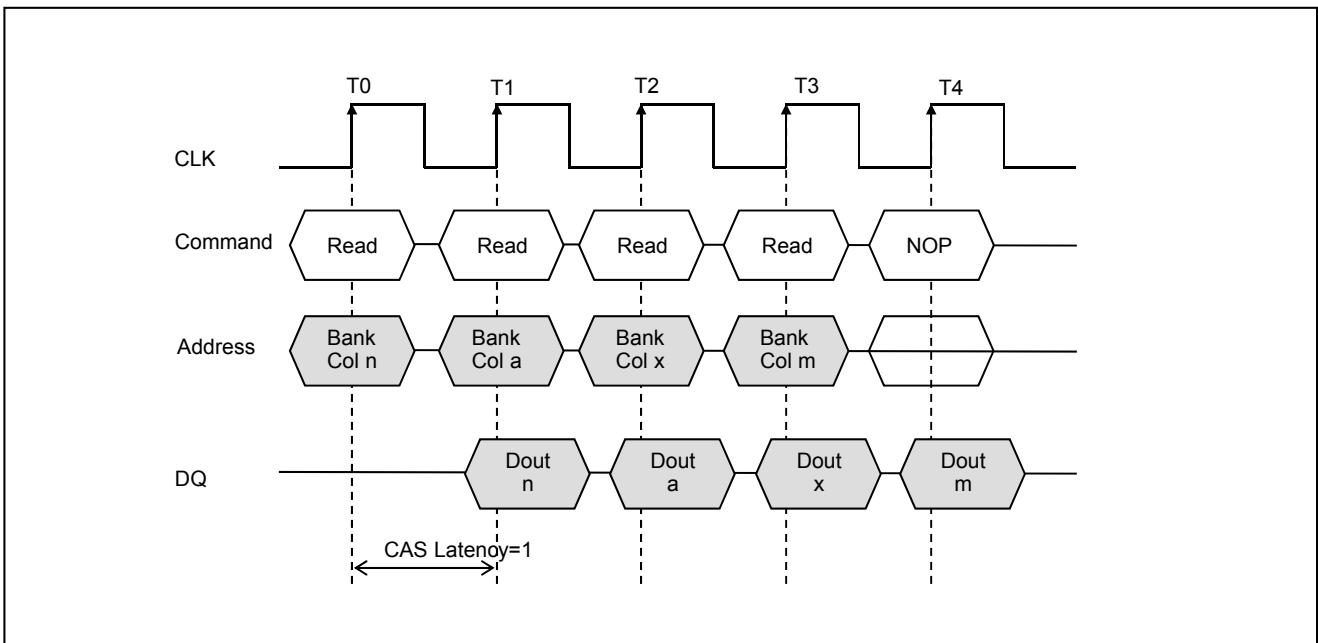 T0 T1 T2 T3 T4
CLK
Command Read Read Read Read NOP
Address Bank Col n Bank Col a Bank Col x Bank Col m
DQ Dout n Dout a Dout x Dout m
CAS Latency=1